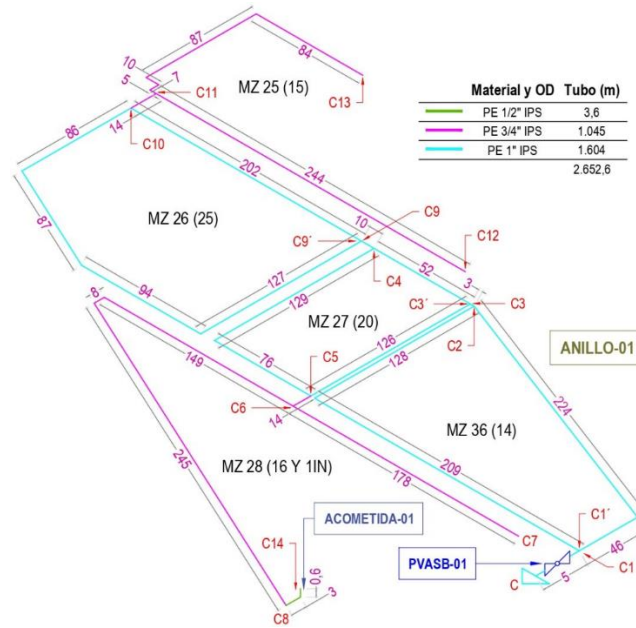 87
84
10
7
5
C11
MZ 25 (15)
C13
Material y OD Tubo (m)
PE 1/2" IPS 3,6
PE 3/4" IPS 1.045
PE 1" IPS 1.604
2.652,6
86
14
C10
202
244
MZ 26 (25)
10
C9
C12
C9´
87
127
C4
52
3
129
C3´
C3
94
MZ 27 (20)
C2
8
126
ANILLO-01
76
C5
128
149
C6
14
224
MZ 36 (14)
245
209
MZ 28 (16 Y 1IN)
178
ACOMETIDA-01
C7
C1´
C14
PVASB-01
46
0,6
C
5
C1
3
C8